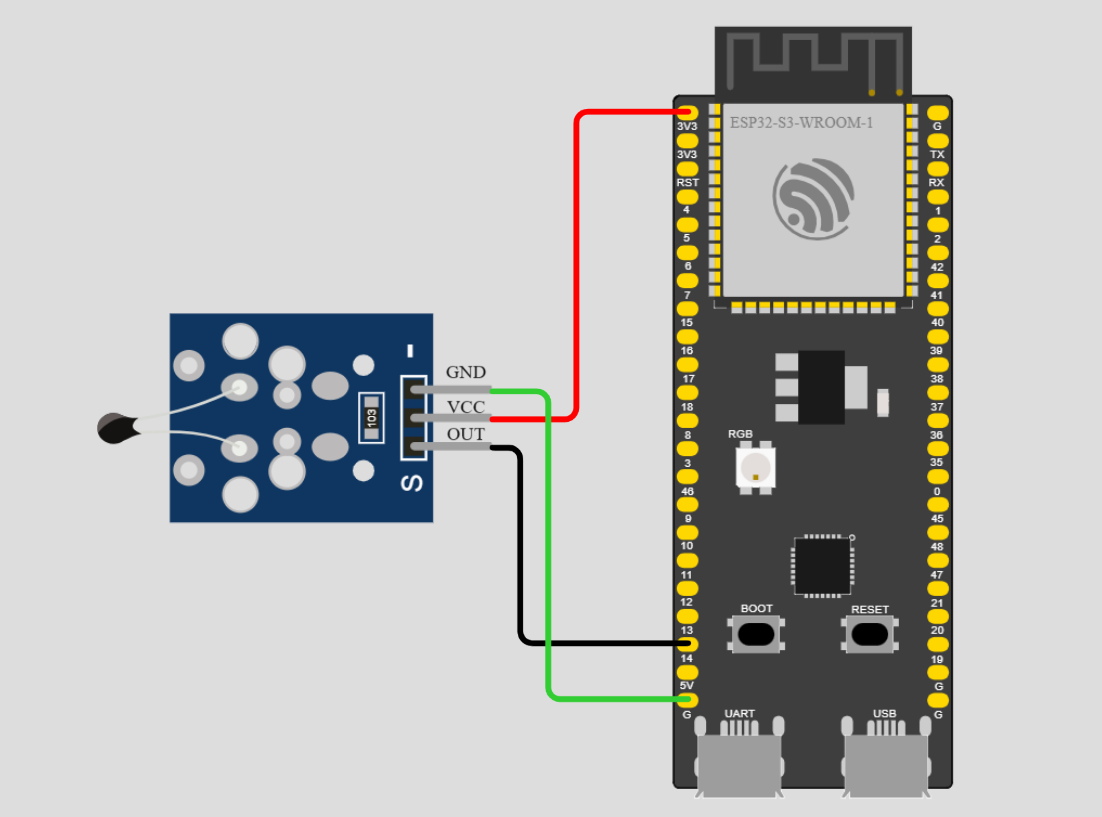 ESP32-S3-WROOM-1
3V3
3V3
RST
4
5
6
7
15
16
17
18
8
3
46
9
10
11
12
13
14
5V
G
G
TX
RX
1
2
42
41
40
39
38
37
36
35
0
45
48
47
21
20
19
G
G
RGB
BOOT
RESET
UART
USB
-
GND
VCC
OUT
S
103